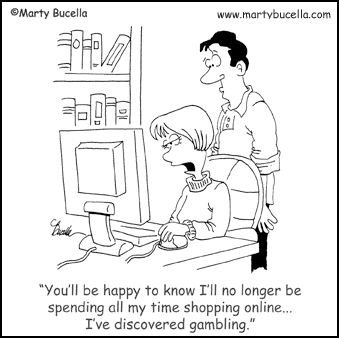 ©Marty Bucella www.martybucella.com
Bucella
“You’ll be happy to know I’ll no longer be
spending all my time shopping online...
I’ve discovered gambling.”